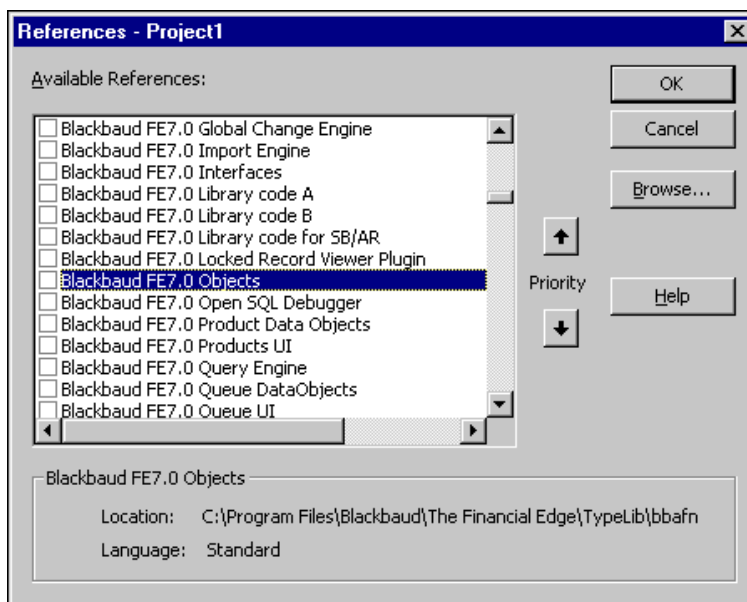 References - Project1
Available References:
Blackbaud FE7.0 Global Change Engine
Blackbaud FE7.0 Import Engine
Blackbaud FE7.0 Interfaces
Blackbaud FE7.0 Library code A
Blackbaud FE7.0 Library code B
Blackbaud FE7.0 Library code for SB/AR
Blackbaud FE7.0 Locked Record Viewer Plugin
Blackbaud FE7.0 Objects
Blackbaud FE7.0 Open SQL Debugger
Blackbaud FE7.0 Product Data Objects
Blackbaud FE7.0 Products UI
Blackbaud FE7.0 Query Engine
Blackbaud FE7.0 Queue DataObjects
Blackbaud FE7.0 Queue UI
Priority
OK
Cancel
Browse...
Help
Blackbaud FE7.0 Objects
Location: C:\Program Files\Blackbaud\The Financial Edge\TypeLib\bbafn
Language: Standard